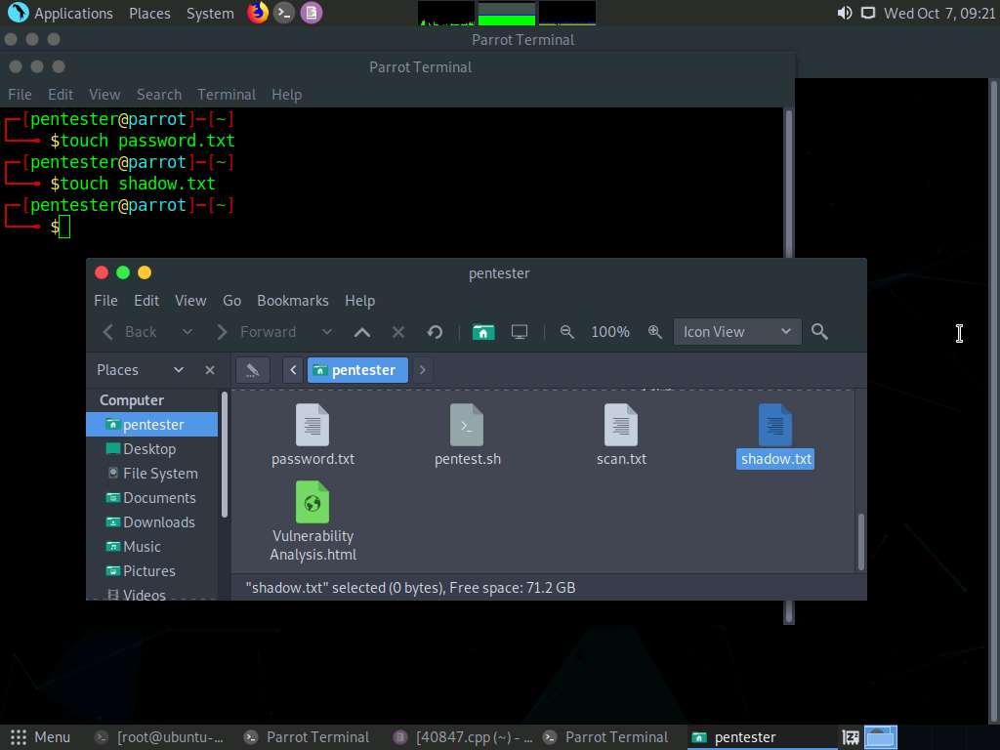 Applications Places System Wed Oct 7, 09:21
Parrot Terminal
Parrot Terminal
File Edit View Search Terminal Help
[pentester@parrot]─[~]
$touch password.txt
[pentester@parrot]─[~]
$touch shadow.txt
[pentester@parrot]─[~]
$
pentester
File Edit View Go Bookmarks Help
Back Forward 100% Icon View
Places pentester
Computer
pentester
Desktop
File System
Documents
Downloads
Music
Pictures
Videos
password.txt pentest.sh scan.txt shadow.txt
Vulnerability
Analysis.html
"shadow.txt" selected (0 bytes), Free space: 71.2 GB
Menu [root@ubuntu-... Parrot Terminal [40847.cpp (~) - ... Parrot Terminal pentester